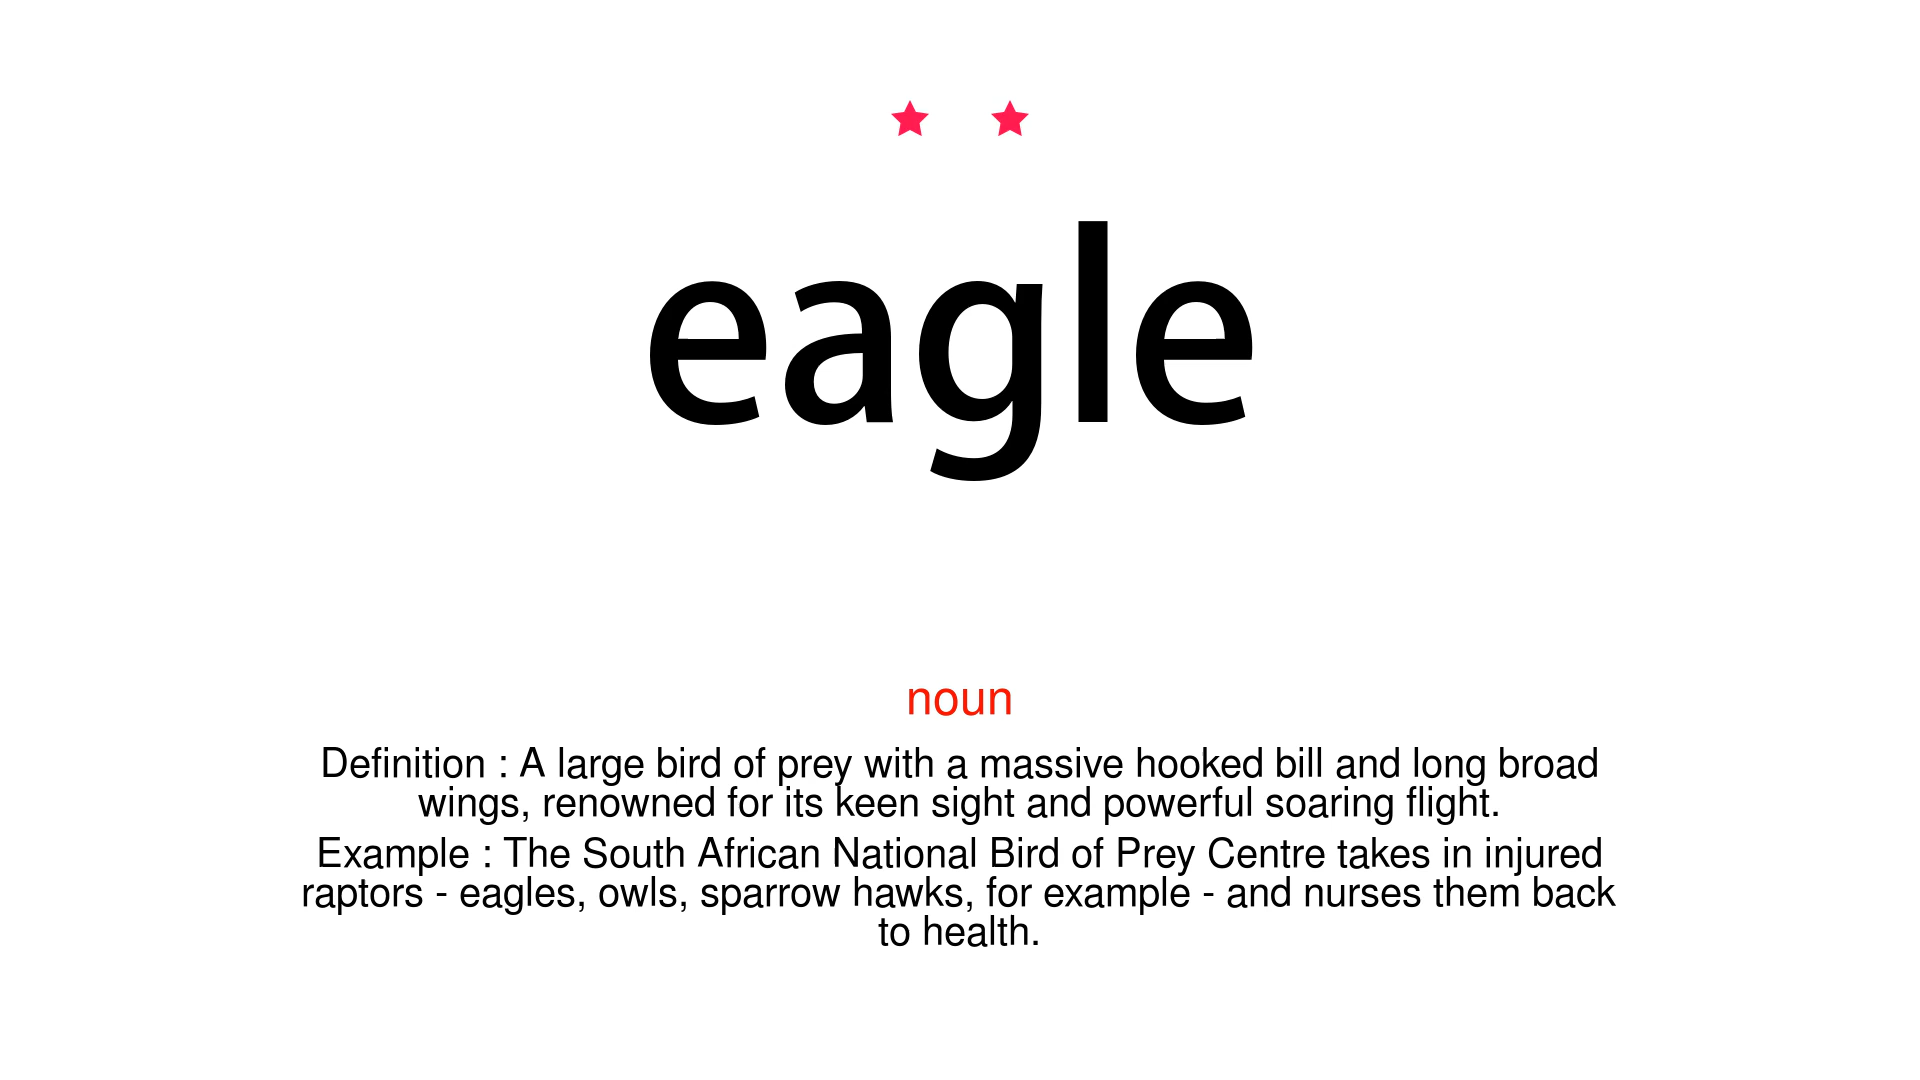 eagle
noun
Definition : A large bird of prey with a massive hooked bill and long broad
wings, renowned for its keen sight and powerful soaring flight.
Example : The South African National Bird of Prey Centre takes in injured
raptors - eagles, owls, sparrow hawks, for example - and nurses them back
to health.